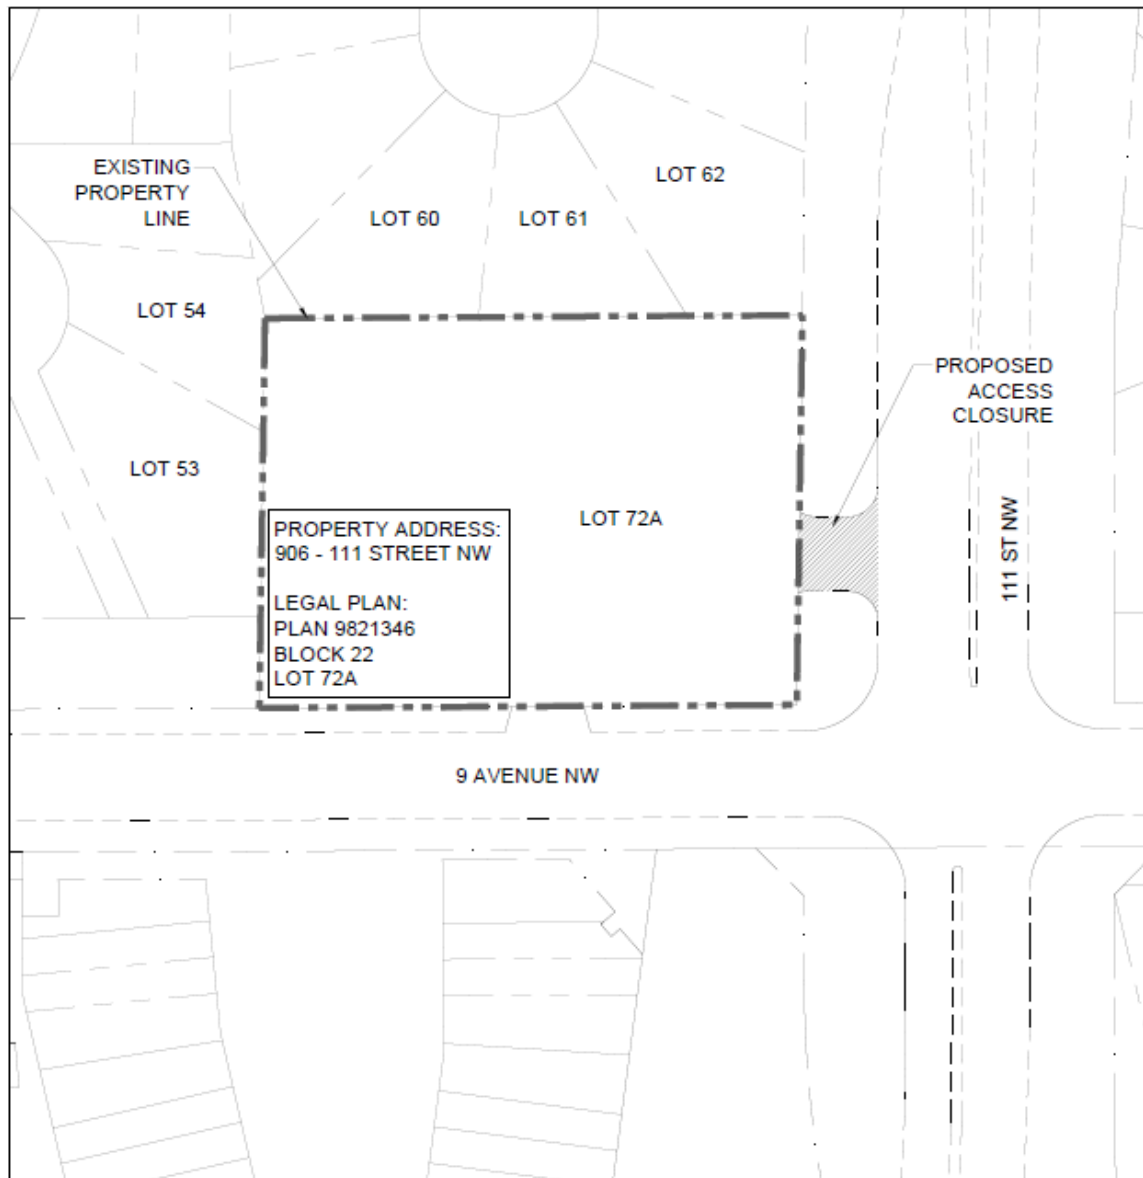 EXISTING
PROPERTY
LINE
LOT 62
LOT 60
LOT 61
LOT 54
PROPOSED
ACCESS
CLOSURE
LOT 53
LOT 72A
PROPERTY ADDRESS:
906 - 111 STREET NW
LEGAL PLAN:
PLAN 9821346
BLOCK 22
LOT 72A
111 ST NW
9 AVENUE NW